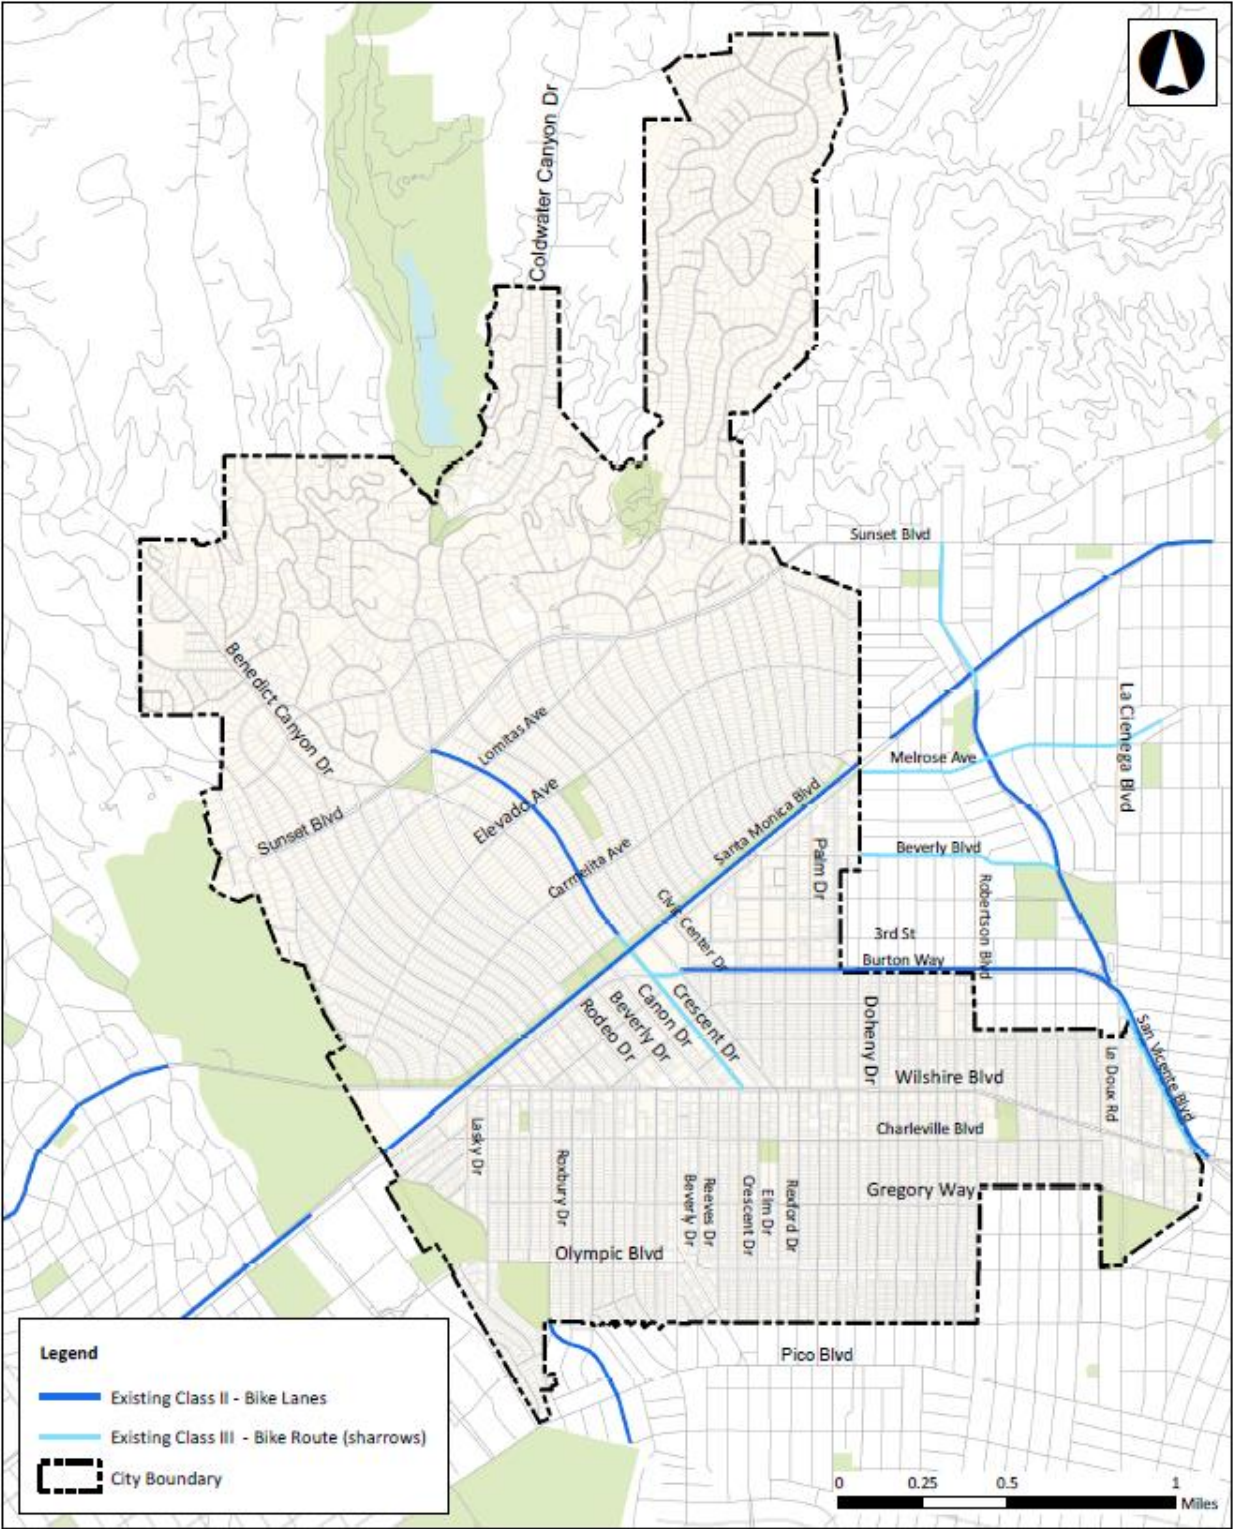 Coldwater Canyon Dr
Sunset Blvd
Benedict Canyon Dr
Lomitas Ave
La Cienega Blvd
Melrose Ave
Elevado Ave
Santa Monica Blvd
Sunset Blvd
Carmelita Ave
Palm Dr
Beverly Blvd
Robertson Blvd
Civic Center Dr
3rd St
Burton Way
Crescent Dr
Canon Dr
Beverly Dr
Rodeo Dr
Doheny Dr
San Vicente Blvd
Le Doux Rd
Wilshire Blvd
Charleville Blvd
Lasky Dr
Roxbury Dr
Beverly Dr
Reeves Dr
Crescent Dr
Elm Dr
Rexford Dr
Gregory Way
Olympic Blvd
Pico Blvd
Legend
Existing Class II - Bike Lanes
Existing Class III - Bike Route (sharrows)
City Boundary
0 0.25 0.5 1
Miles